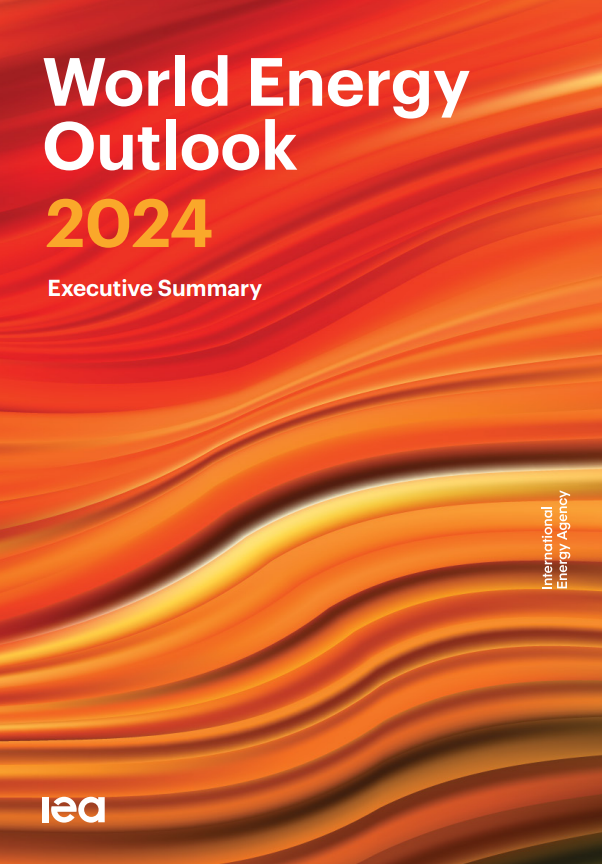 World Energy
Outlook
2024
Executive Summary
International
Energy Agency
iea